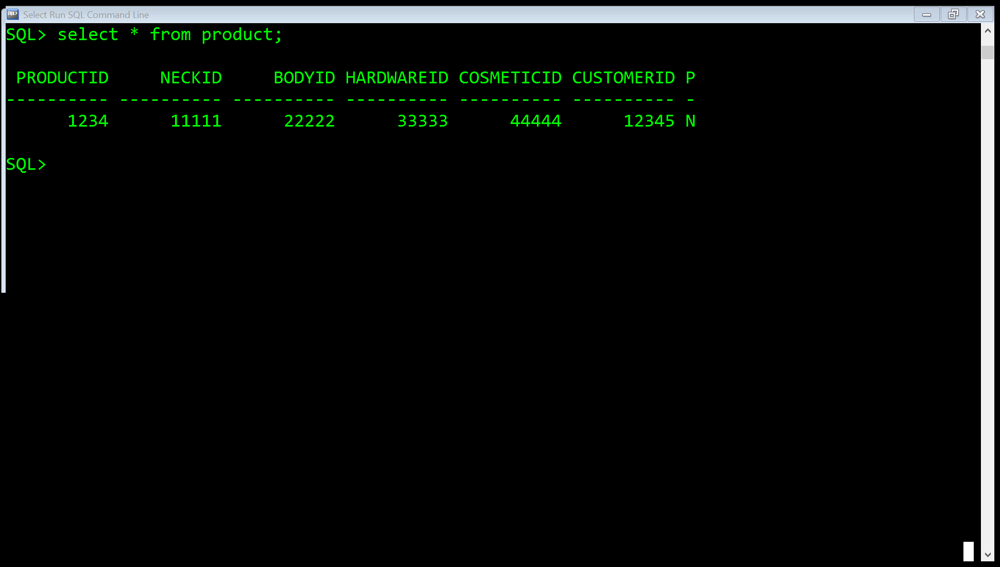 Select Run SQL Command Line
SQL> select * from product;
 PRODUCTID     NECKID     BODYID HARDWAREID COSMETICID CUSTOMERID P
---------- ---------- ---------- ---------- ---------- ---------- -
      1234      11111      22222      33333      44444      12345 N
SQL>